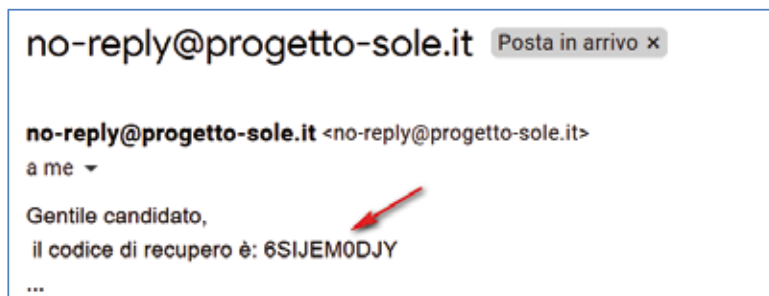 no-reply@progetto-sole.it Posta in arrivo ×
no-reply@progetto-sole.it <no-reply@progetto-sole.it>
a me
Gentile candidato,
il codice di recupero è: 6SIJEM0DJY
...